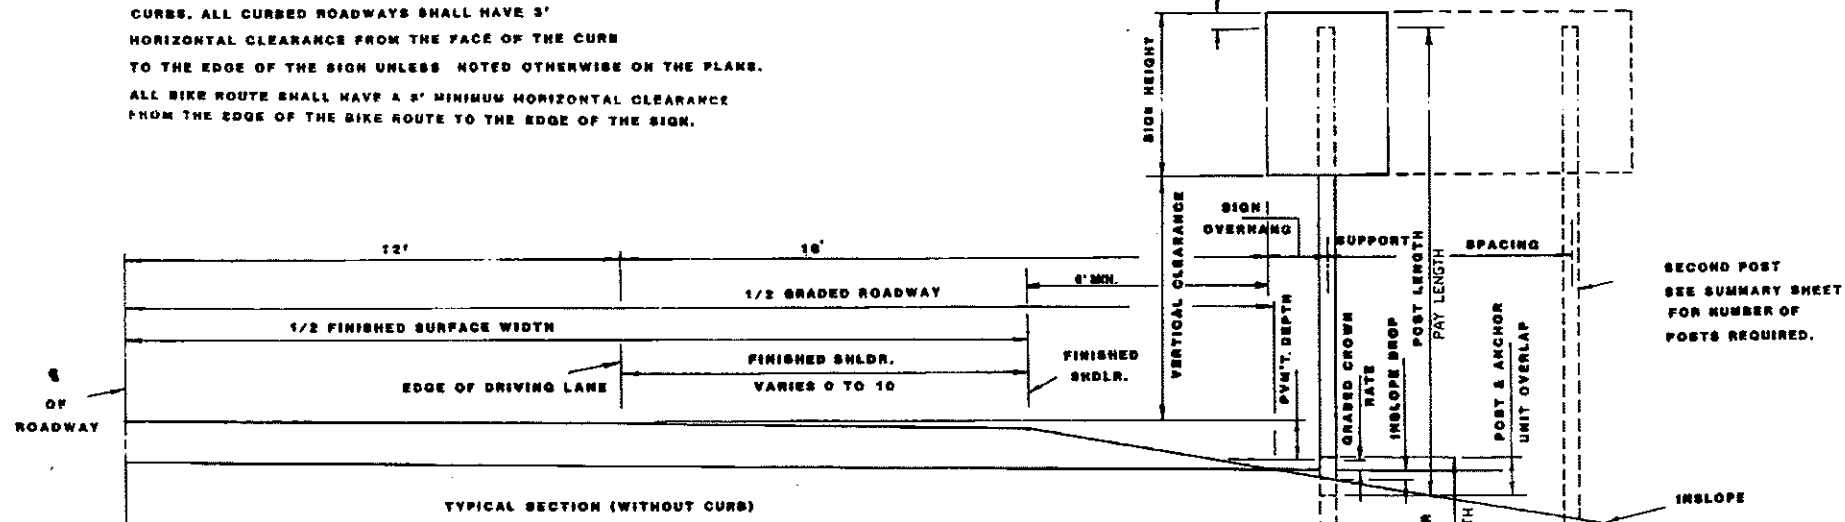 CURBS. ALL CURBED ROADWAYS SHALL HAVE 3'
HORIZONTAL CLEARANCE FROM THE FACE OF THE CURB
TO THE EDGE OF THE SIGN UNLESS NOTED OTHERWISE ON THE PLANS.
ALL BIKE ROUTE SHALL HAVE A 3' MINIMUM HORIZONTAL CLEARANCE
FROM THE EDGE OF THE BIKE ROUTE TO THE EDGE OF THE SIGN.
SIGN HEIGHT
VERTICAL CLEARANCE
SIGN
OVERHANG
SUPPORT
SPACING
12'
16'
6' MIN.
1/2 GRADED ROADWAY
1/2 FINISHED SURFACE WIDTH
FINISHED SHLDR.
VARIES 0 TO 10
EDGE OF DRIVING LANE
FINISHED
SHDLR.
PVM'T. DEPTH
GRABED CROWN
RATE
INSLOPE DROP
POST LENGTH
PAY LENGTH
POST & ANCHOR
UNIT OVERLAP
SECOND POST
SEE SUMMARY SHEET
FOR NUMBER OF
POSTS REQUIRED.
OF
ROADWAY
TYPICAL SECTION (WITHOUT CURB)
INSLOPE